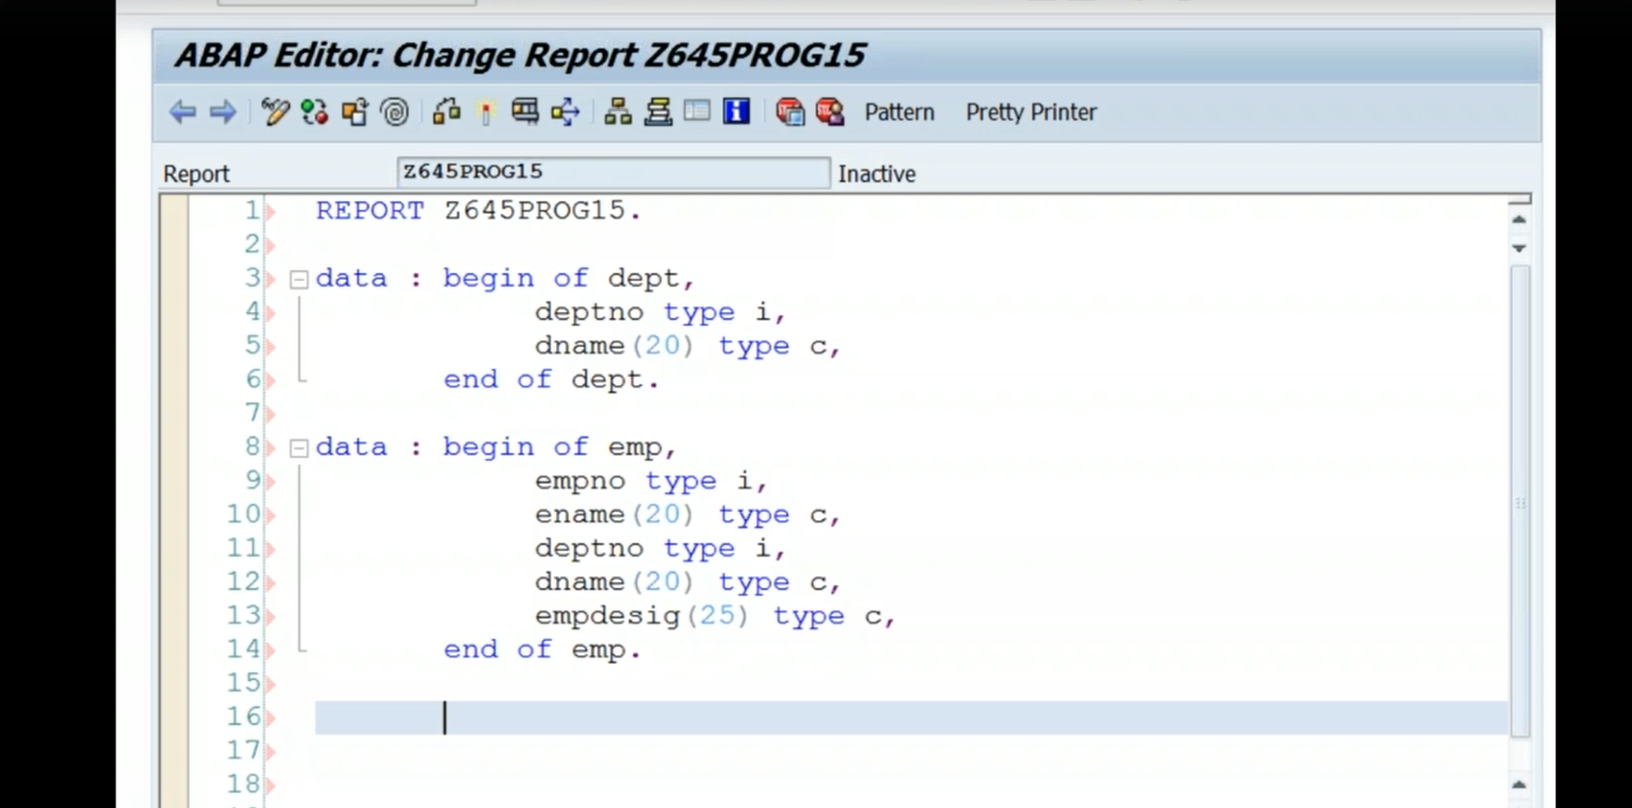 ABAP Editor: Change Report Z645PROG15
Pattern Pretty Printer
Report Z645PROG15 Inactive
1 REPORT Z645PROG15.
2
3 data : begin of dept,
4 deptno type i,
5 dname(20) type c,
6 end of dept.
7
8 data : begin of emp,
9 empno type i,
10 ename(20) type c,
11 deptno type i,
12 dname(20) type c,
13 empdesig(25) type c,
14 end of emp.
15
16
17
18